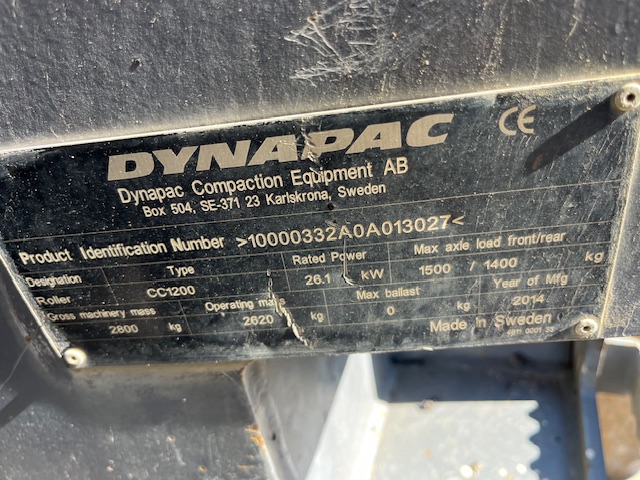 DYNAPAC CE
Dynapac Compaction Equipment AB
Box 504, SE-371 23 Karlskrona, Sweden
Product Identification Number >10000332A0A013027<
Designation Type Rated Power Max axle load front/rear
Roller CC1200 26.1 kW 1500 / 1400 kg
Gross machinery mass Operating mass Max ballast Year of Mfg
2800 kg 2620 kg 0 kg 2014
Made in Sweden